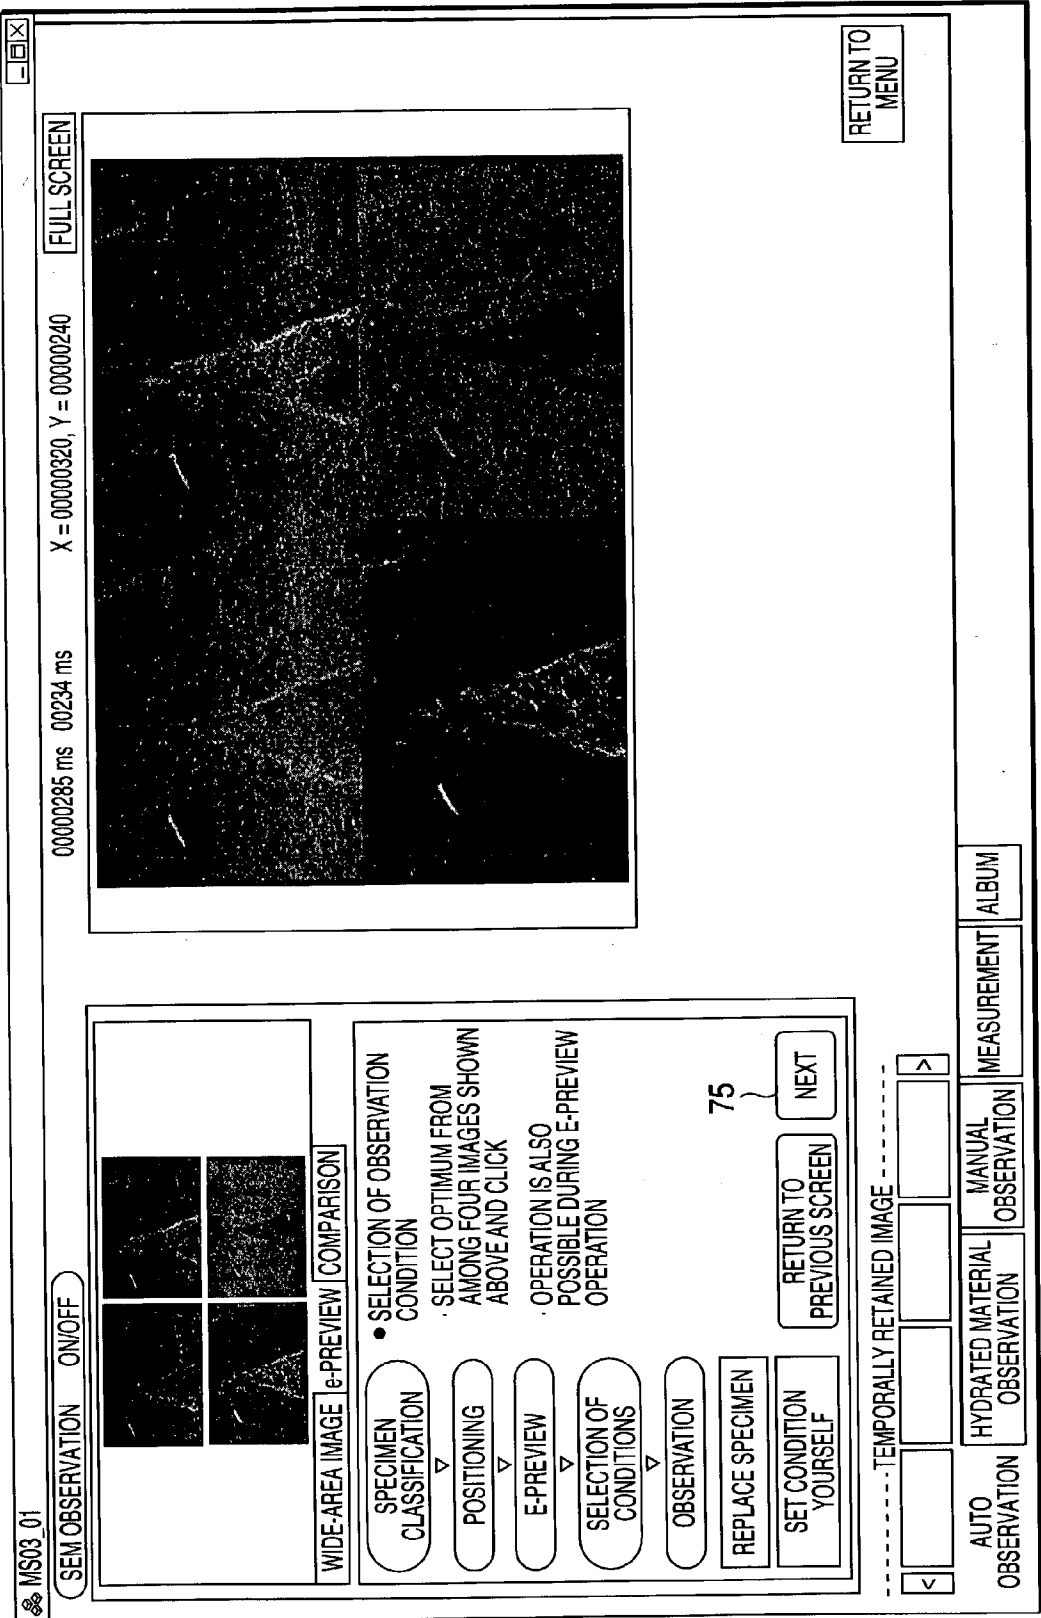 MS03_01
SEM OBSERVATION ON/OFF
00000285 ms 00234 ms X = 00000320, Y = 00000240
FULL SCREEN
WIDE-AREA IMAGE
e-PREVIEW
COMPARISON
SPECIMEN
CLASSIFICATION
POSITIONING
E-PREVIEW
SELECTION OF
CONDITIONS
OBSERVATION
REPLACE SPECIMEN
SET CONDITION
YOURSELF
● SELECTION OF OBSERVATION
CONDITION
· SELECT OPTIMUM FROM
AMONG FOUR IMAGES SHOWN
ABOVE AND CLICK
· OPERATION IS ALSO
POSSIBLE DURING E-PREVIEW
OPERATION
75
RETURN TO
PREVIOUS SCREEN
NEXT
RETURN TO
MENU
TEMPORALLY RETAINED IMAGE
<
>
AUTO
OBSERVATION
HYDRATED MATERIAL
OBSERVATION
MANUAL
OBSERVATION
MEASUREMENT
ALBUM